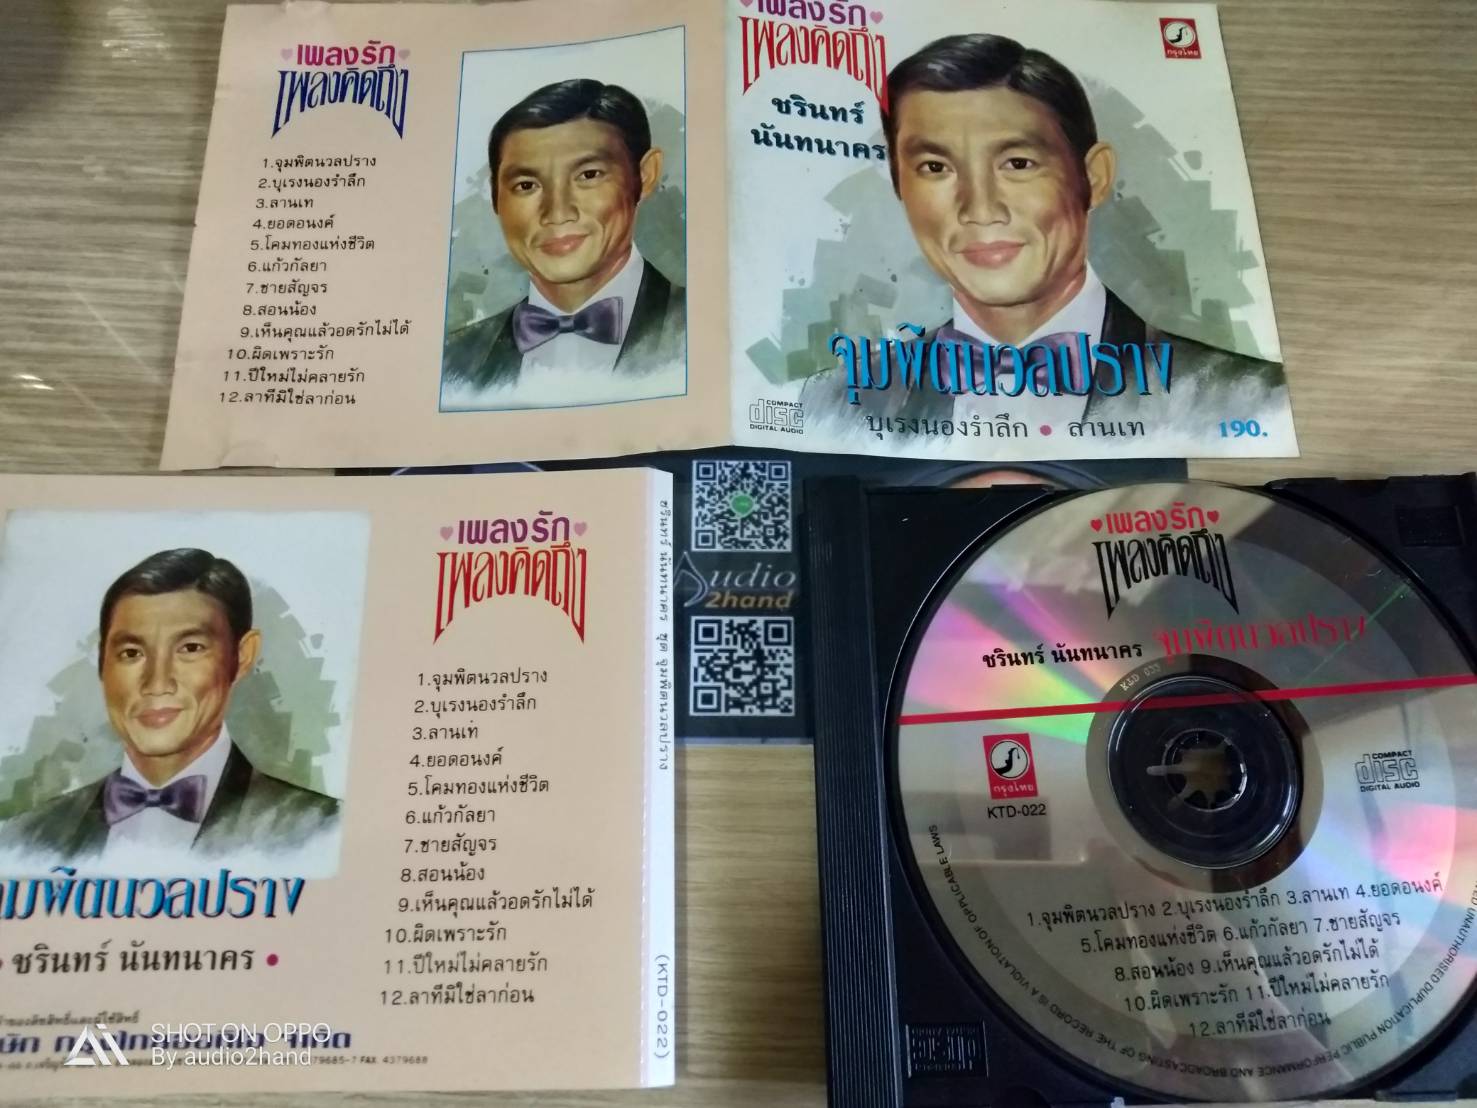 เพลงรัก
เพลงคิดถึง
1.จุมพิตนวลปราง
2.บุเรงนองรำลึก
3.ลานเท
4.ยอดอนงค์
5.โคมทองแห่งชีวิต
6.แก้วกัลยา
7.ชายสัญจร
8.สอนน้อง
9.เห็นคุณแล้วอดรักไม่ได้
10.ผิดเพราะรัก
11.ปีใหม่ไม่คลายรัก
12.ลาทีมิใช่ลาก่อน
เพลงรัก
เพลงคิดถึง
ชรินทร์
นันทนาคร
กรุงไทย
จุมพิตนวลปราง
บุเรงนองรำลึก • ลานเท
190.
COMPACT
disc
DIGITAL AUDIO
เพลงรัก
เพลงคิดถึง
1.จุมพิตนวลปราง
2.บุเรงนองรำลึก
3.ลานเท
4.ยอดอนงค์
5.โคมทองแห่งชีวิต
6.แก้วกัลยา
7.ชายสัญจร
8.สอนน้อง
9.เห็นคุณแล้วอดรักไม่ได้
10.ผิดเพราะรัก
11.ปีใหม่ไม่คลายรัก
12.ลาทีมิใช่ลาก่อน
จุมพิตนวลปราง
• ชรินทร์ นันทนาคร •
79685-7 FAX. 4379688
ชรินทร์ นันทนาคร ชุด จุมพิตนวลปราง
(KTD-022)
SHOT ON OPPO
By audio2hand
Audio
2hand
เพลงรัก
เพลงคิดถึง
ชรินทร์ นันทนาคร จุมพิตนวลปราง
กรุงไทย
KTD-022
COMPACT
disc
DIGITAL AUDIO
1.จุมพิตนวลปราง 2.บุเรงนองรำลึก 3.ลานเท 4.ยอดอนงค์
5.โคมทองแห่งชีวิต 6.แก้วกัลยา 7.ชายสัญจร
8.สอนน้อง 9.เห็นคุณแล้วอดรักไม่ได้
10.ผิดเพราะรัก 11.ปีใหม่ไม่คลายรัก
12.ลาทีมิใช่ลาก่อน
UNAUTHORISED DUPLICATION PUBLIC PERFORMANCE AND BROADCASTING OF THE RECORD IS A VIOLATION OF APPLICABLE LAWS